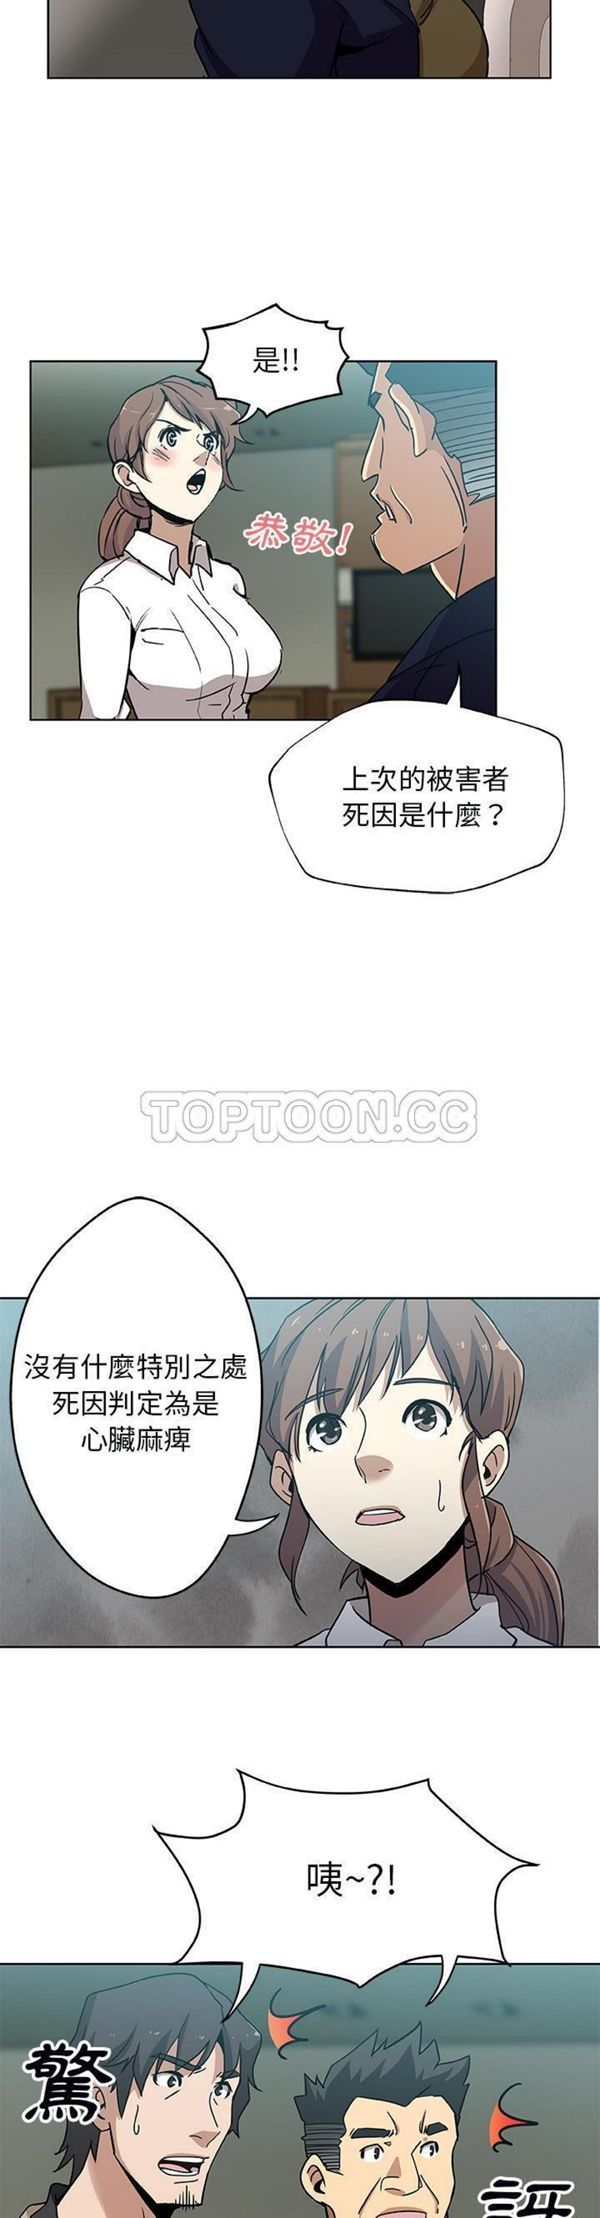 是!!
恭敬!
上次的被害者
死因是什麼？
TOPTOON.CC
沒有什麼特別之處
死因判定為是
心臟麻痺
咦~?!
驚
訝